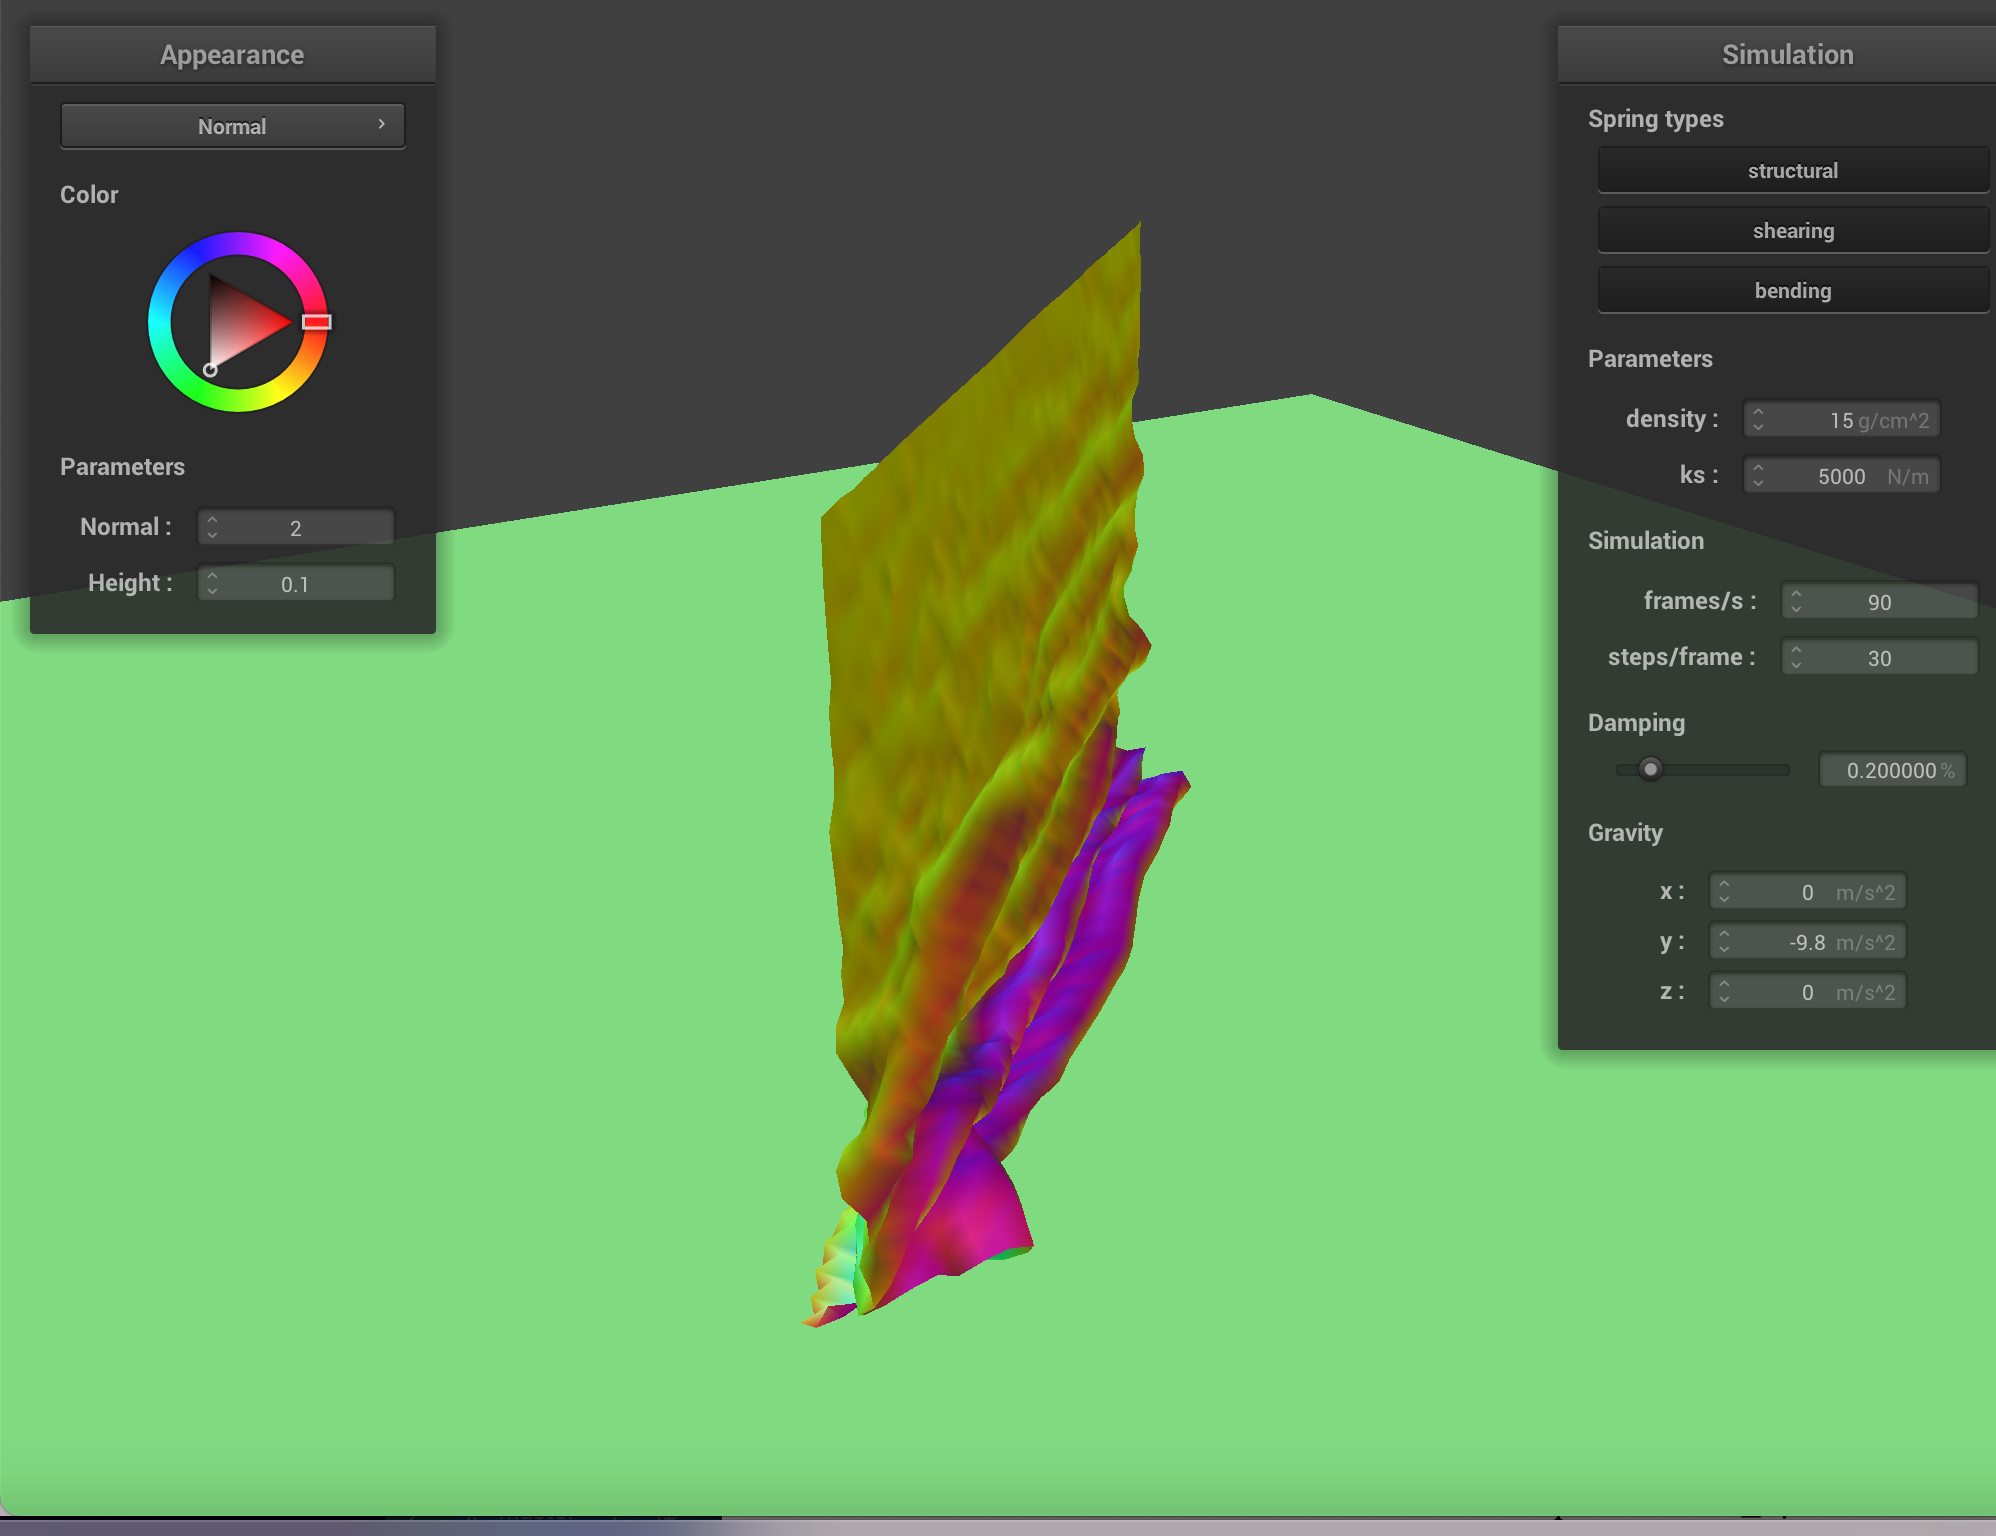 Appearance
Normal
Color
Parameters
Normal : 2
Height : 0.1
Simulation
Spring types
structural
shearing
bending
Parameters
density : 15 g/cm^2
ks : 5000 N/m
Simulation
frames/s : 90
steps/frame : 30
Damping
0.200000 %
Gravity
x : 0 m/s^2
y : -9.8 m/s^2
z : 0 m/s^2